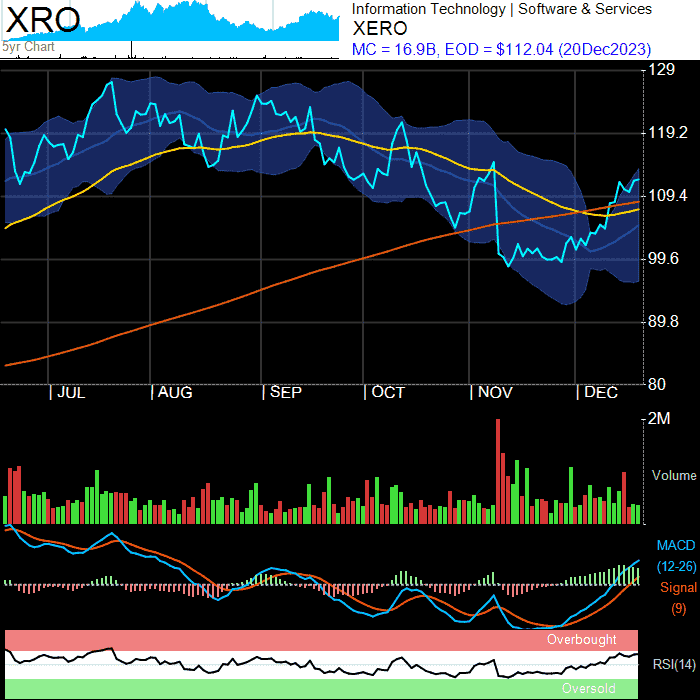 XRO
5yr Chart
Information Technology | Software & Services
XERO
MC = 16.9B, EOD = $112.04 (20Dec2023)
129
119.2
109.4
99.6
89.8
80
| JUL | AUG | SEP | OCT | NOV | DEC
2M
Volume
MACD
(12-26)
Signal
(9)
Overbought
RSI(14)
Oversold